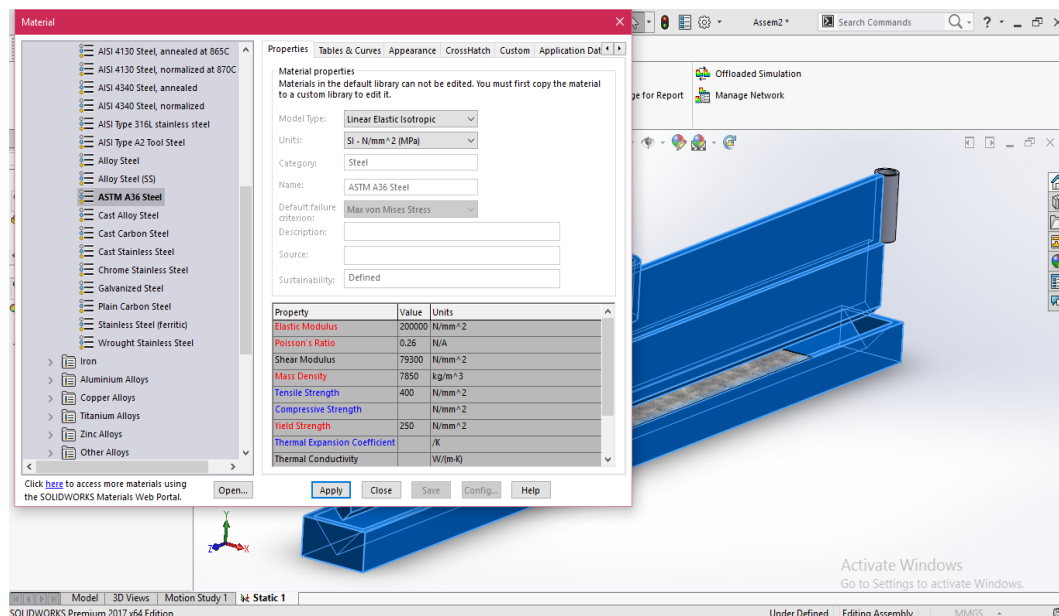 Material
Assem2 *
Search Commands
AISI 4130 Steel, annealed at 865C
AISI 4130 Steel, normalized at 870C
AISI 4340 Steel, annealed
AISI 4340 Steel, normalized
AISI Type 316L stainless steel
AISI Type A2 Tool Steel
Alloy Steel
Alloy Steel (SS)
ASTM A36 Steel
Cast Alloy Steel
Cast Carbon Steel
Cast Stainless Steel
Chrome Stainless Steel
Galvanized Steel
Plain Carbon Steel
Stainless Steel (ferritic)
Wrought Stainless Steel
Iron
Aluminium Alloys
Copper Alloys
Titanium Alloys
Zinc Alloys
Other Alloys
Click here to access more materials using
the SOLIDWORKS Materials Web Portal.
Open...
Properties Tables & Curves Appearance CrossHatch Custom Application Dat
Material properties
Materials in the default library can not be edited. You must first copy the material
to a custom library to edit it.
Model Type: Linear Elastic Isotropic
Units: SI - N/mm^2 (MPa)
Category: Steel
Name: ASTM A36 Steel
Default failure
criterion: Max von Mises Stress
Description:
Source:
Sustainability: Defined
Property Value Units
Elastic Modulus 200000 N/mm^2
Poisson's Ratio 0.26 N/A
Shear Modulus 79300 N/mm^2
Mass Density 7850 kg/m^3
Tensile Strength 400 N/mm^2
Compressive Strength N/mm^2
Yield Strength 250 N/mm^2
Thermal Expansion Coefficient /K
Thermal Conductivity W/(m·K)
Apply Close Save Config... Help
Offloaded Simulation
ge for Report Manage Network
Y
Z X
Activate Windows
Go to Settings to activate Windows.
Model 3D Views Motion Study 1 Static 1
SOLIDWORKS Premium 2017 x64 Edition Under Defined Editing Assembly MMGS